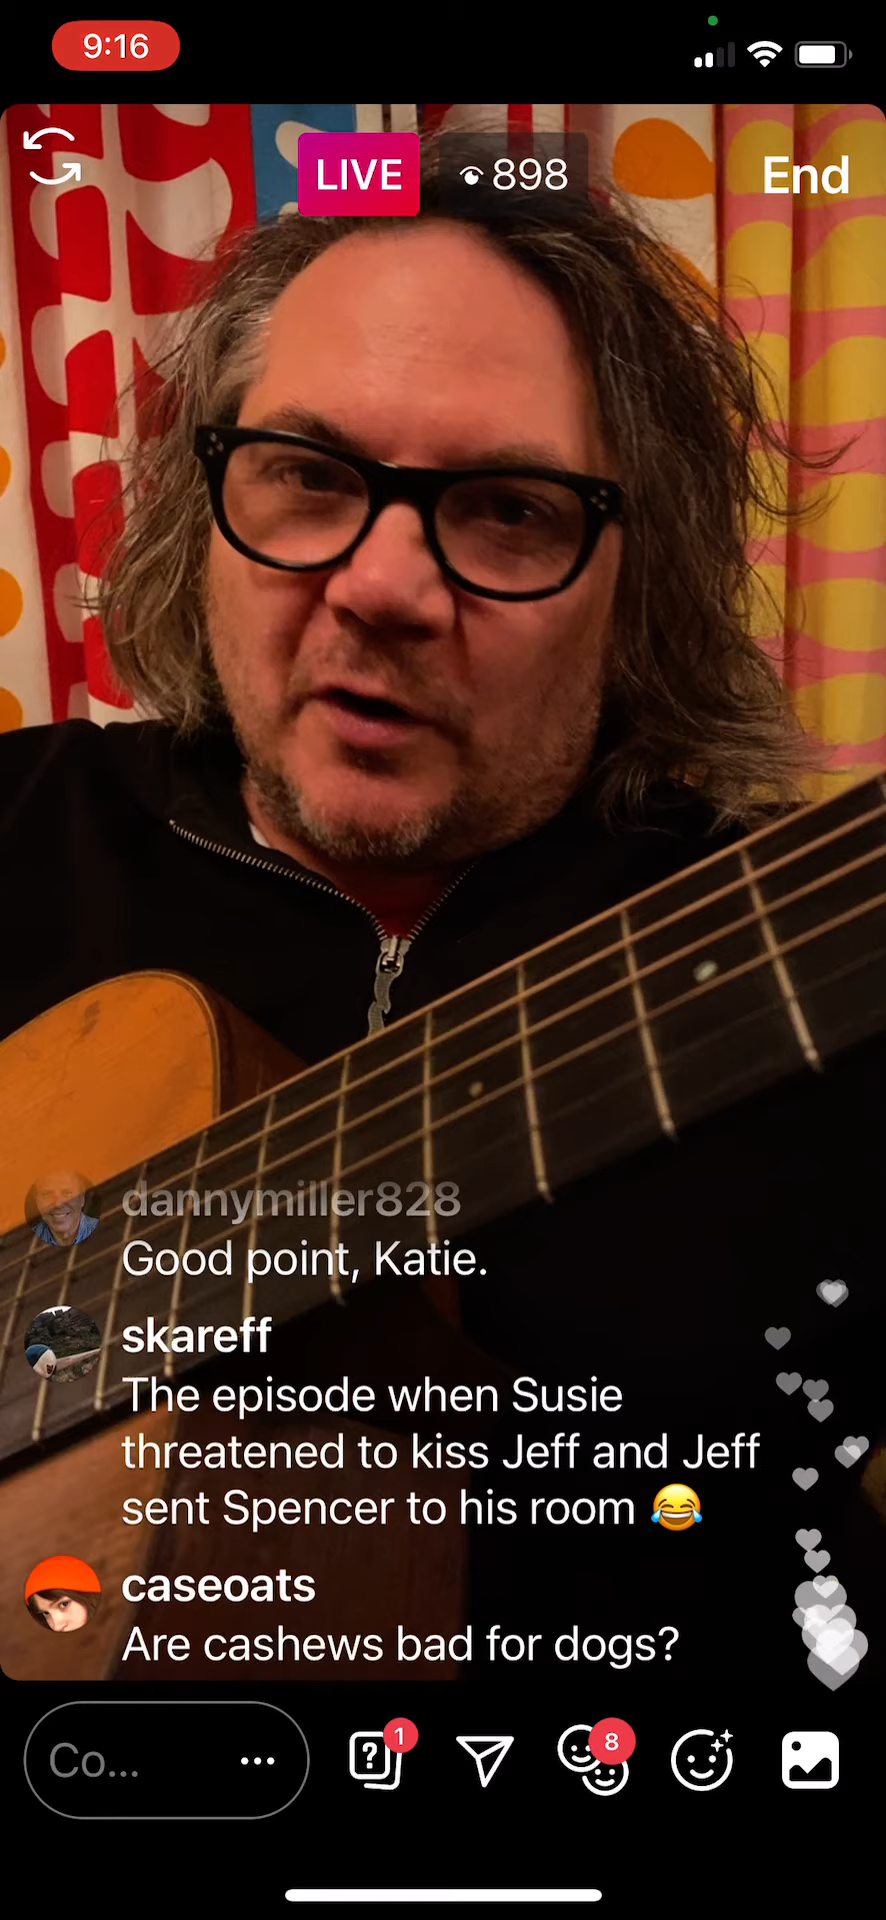 9:16
LIVE
898
End
dannymiller828
Good point, Katie.
skareff
The episode when Susie
threatened to kiss Jeff and Jeff
sent Spencer to his room 😂
caseoats
Are cashews bad for dogs?
Co...
1
8